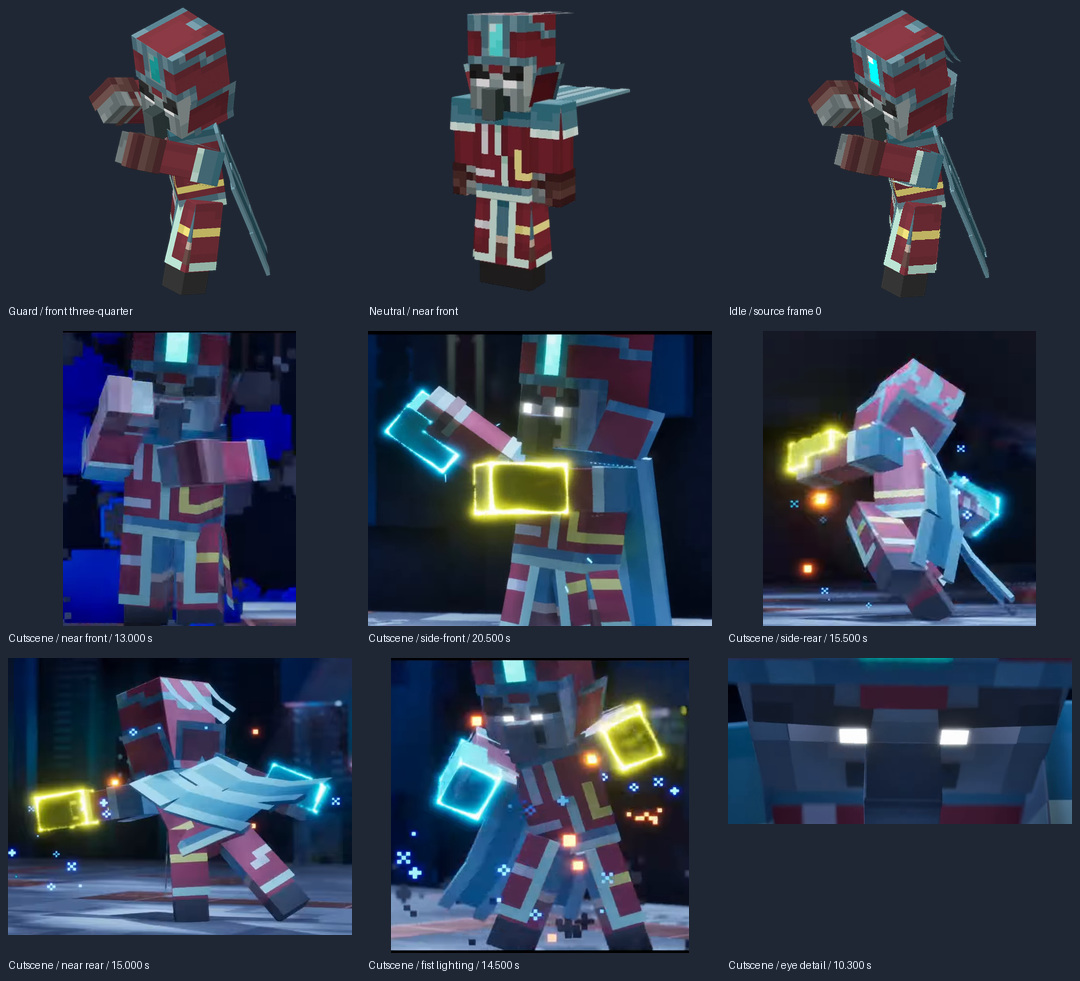 Guard / front three-quarter
Neutral / near front
Idle / source frame 0
Cutscene / near front / 13.000 s
Cutscene / side-front / 20.500 s
Cutscene / side-rear / 15.500 s
Cutscene / near rear / 15.000 s
Cutscene / fist lighting / 14.500 s
Cutscene / eye detail / 10.300 s